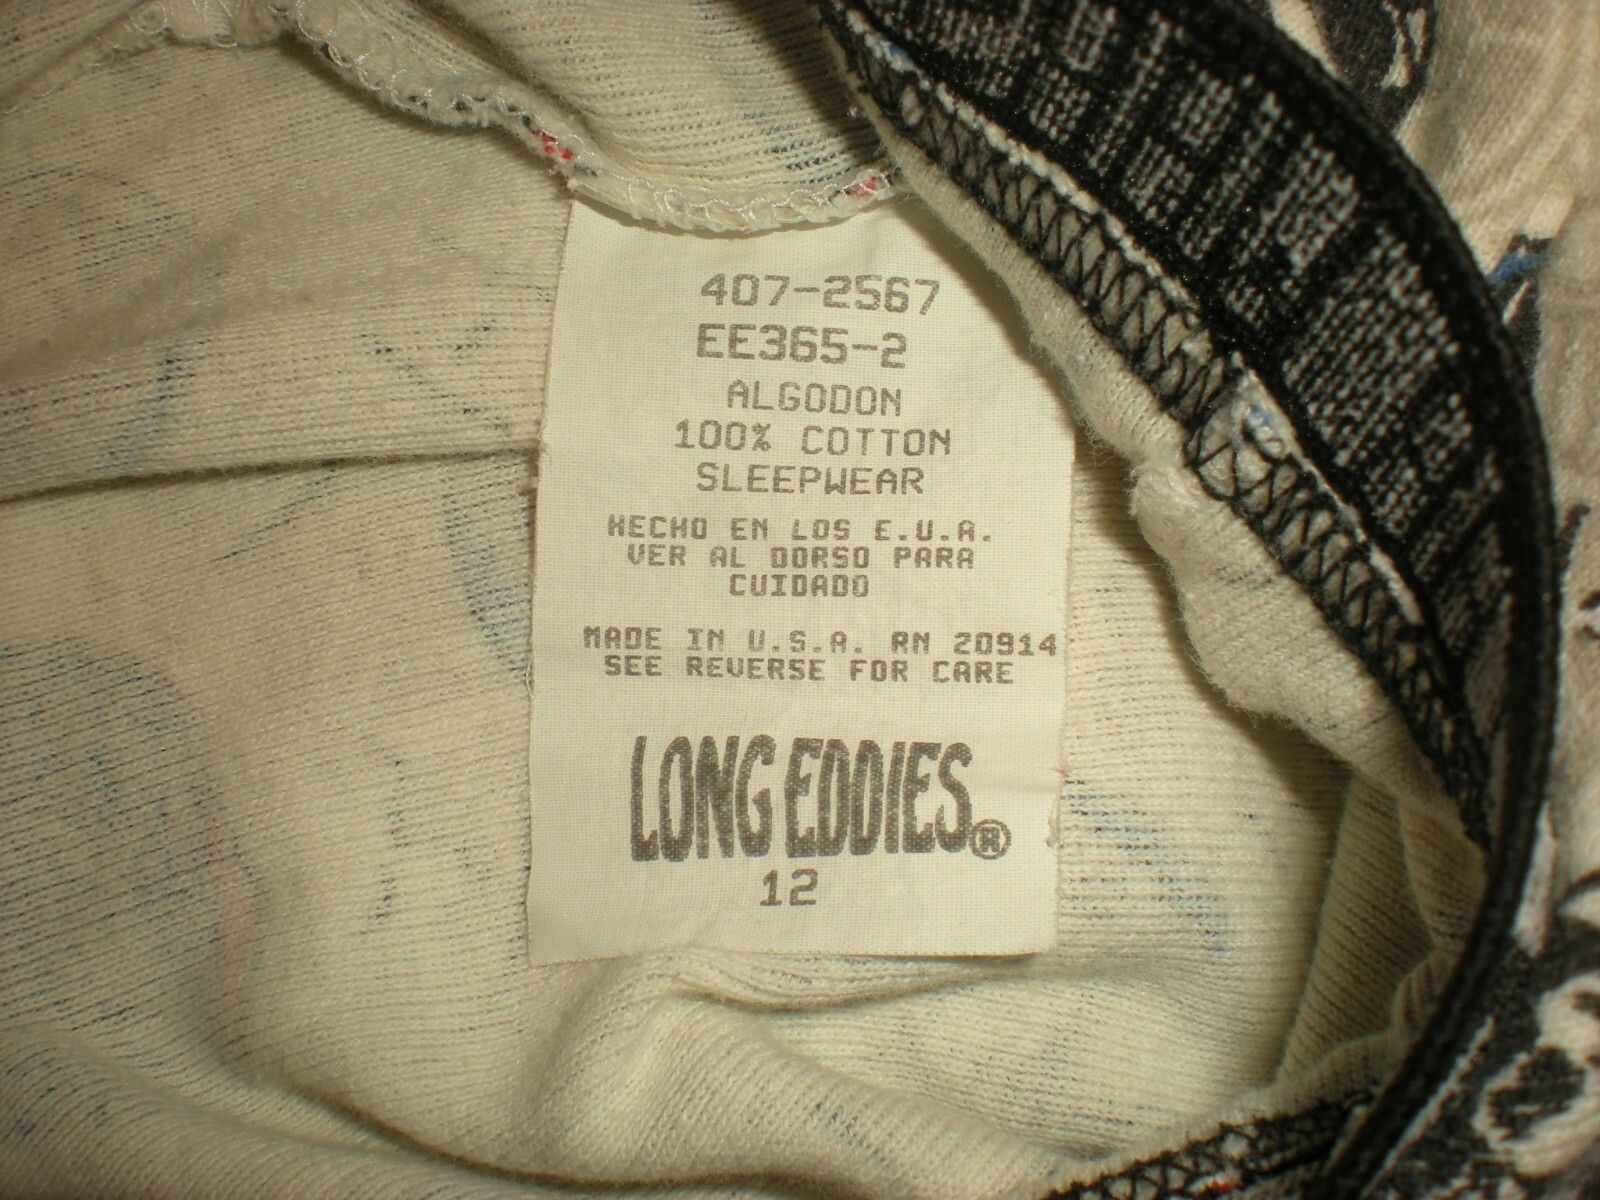 407-2567
EE365-2
ALGODON
100% COTTON
SLEEPWEAR
HECHO EN LOS E.U.A.
VER AL DORSO PARA
CUIDADO
MADE IN U.S.A. RN 20914
SEE REVERSE FOR CARE
LONG EDDIES®
12